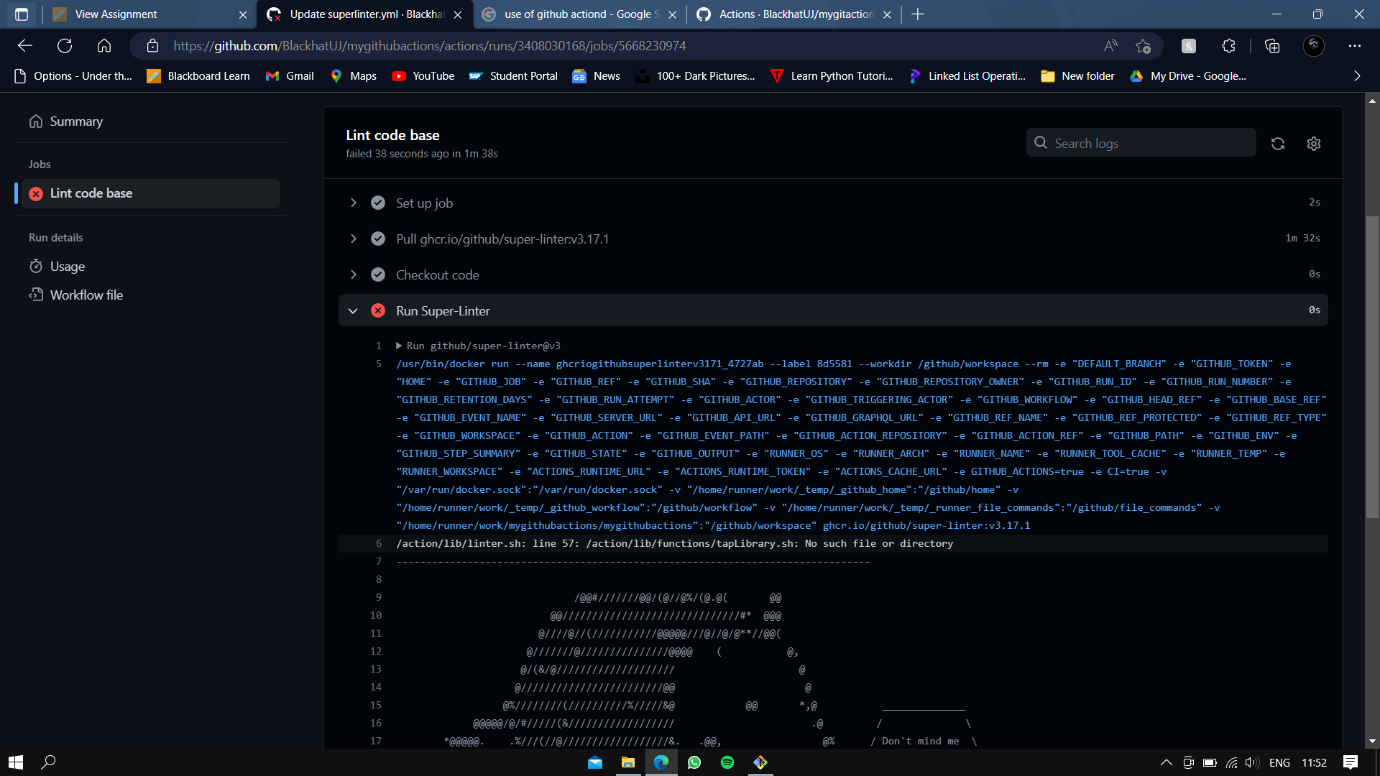 View Assignment
Update superlinter.yml · Blackhat
use of github actiond - Google S
Actions · BlackhatUJ/mygitaction
https://github.com/BlackhatUJ/mygithubactions/actions/runs/3408030168/jobs/5668230974
Options - Under th...
Blackboard Learn
Gmail
Maps
YouTube
Student Portal
News
100+ Dark Pictures...
Learn Python Tutori...
Linked List Operati...
New folder
My Drive - Google...
Summary
Jobs
Lint code base
Run details
Usage
Workflow file
Lint code base
failed 38 seconds ago in 1m 38s
Search logs
Set up job 2s
Pull ghcr.io/github/super-linter:v3.17.1 1m 32s
Checkout code 0s
Run Super-Linter 0s
1 ▶ Run github/super-linter@v3
5 /usr/bin/docker run --name ghcriogithubsuperlinterv3171_4727ab --label 8d5581 --workdir /github/workspace --rm -e "DEFAULT_BRANCH" -e "GITHUB_TOKEN" -e
"HOME" -e "GITHUB_JOB" -e "GITHUB_REF" -e "GITHUB_SHA" -e "GITHUB_REPOSITORY" -e "GITHUB_REPOSITORY_OWNER" -e "GITHUB_RUN_ID" -e "GITHUB_RUN_NUMBER" -e
"GITHUB_RETENTION_DAYS" -e "GITHUB_RUN_ATTEMPT" -e "GITHUB_ACTOR" -e "GITHUB_TRIGGERING_ACTOR" -e "GITHUB_WORKFLOW" -e "GITHUB_HEAD_REF" -e "GITHUB_BASE_REF"
-e "GITHUB_EVENT_NAME" -e "GITHUB_SERVER_URL" -e "GITHUB_API_URL" -e "GITHUB_GRAPHQL_URL" -e "GITHUB_REF_NAME" -e "GITHUB_REF_PROTECTED" -e "GITHUB_REF_TYPE"
-e "GITHUB_WORKSPACE" -e "GITHUB_ACTION" -e "GITHUB_EVENT_PATH" -e "GITHUB_ACTION_REPOSITORY" -e "GITHUB_ACTION_REF" -e "GITHUB_PATH" -e "GITHUB_ENV" -e
"GITHUB_STEP_SUMMARY" -e "GITHUB_STATE" -e "GITHUB_OUTPUT" -e "RUNNER_OS" -e "RUNNER_ARCH" -e "RUNNER_NAME" -e "RUNNER_TOOL_CACHE" -e "RUNNER_TEMP" -e
"RUNNER_WORKSPACE" -e "ACTIONS_RUNTIME_URL" -e "ACTIONS_RUNTIME_TOKEN" -e "ACTIONS_CACHE_URL" -e GITHUB_ACTIONS=true -e CI=true -v
"/var/run/docker.sock":"/var/run/docker.sock" -v "/home/runner/work/_temp/_github_home":"/github/home" -v
"/home/runner/work/_temp/_github_workflow":"/github/workflow" -v "/home/runner/work/_temp/_runner_file_commands":"/github/file_commands" -v
"/home/runner/work/mygithubactions/mygithubactions":"/github/workspace" ghcr.io/github/super-linter:v3.17.1
6 /action/lib/linter.sh: line 57: /action/lib/functions/tapLibrary.sh: No such file or directory
7 --------------------------------------------------------------------------------
8
9 /@@#///////@@/(@//@%/(@.@( @@
10 @@//////////////////////////////#* @@@
11 @////@//(///////////@@@@@///@//@/@**//@@(
12 @///////@///////////////@@@@ ( @,
13 @/(&/@//////////////////// @
14 @////////////////////////@@ @
15 @%////////(//////////%/////&@ @@ *,@ ______________
16 @@@@@/@/#/////(&////////////////// .@ / \
17 *@@@@@. .%///(//@//////////////////&. .@@, @% / Don't mind me \
ENG
11:52